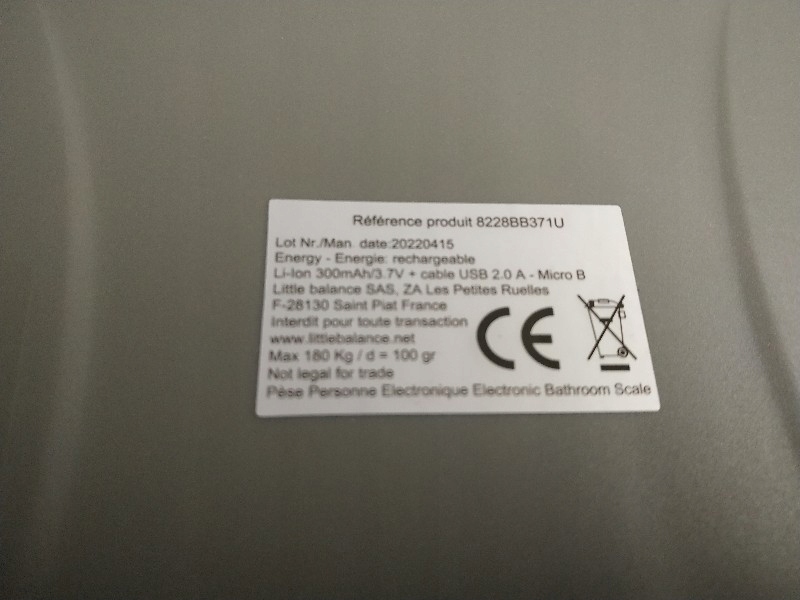 Référence produit 8228BB371U
Lot Nr./Man. date:20220415
Energy - Energie: rechargeable
Li-Ion 300mAh/3.7V + cable USB 2.0 A - Micro B
Little balance SAS, ZA Les Petites Ruelles
F-28130 Saint Piat France
Interdit pour toute transaction
www.littlebalance.net
Max 180 Kg / d = 100 gr
Not legal for trade
CE
Pèse Personne Electronique Electronic Bathroom Scale